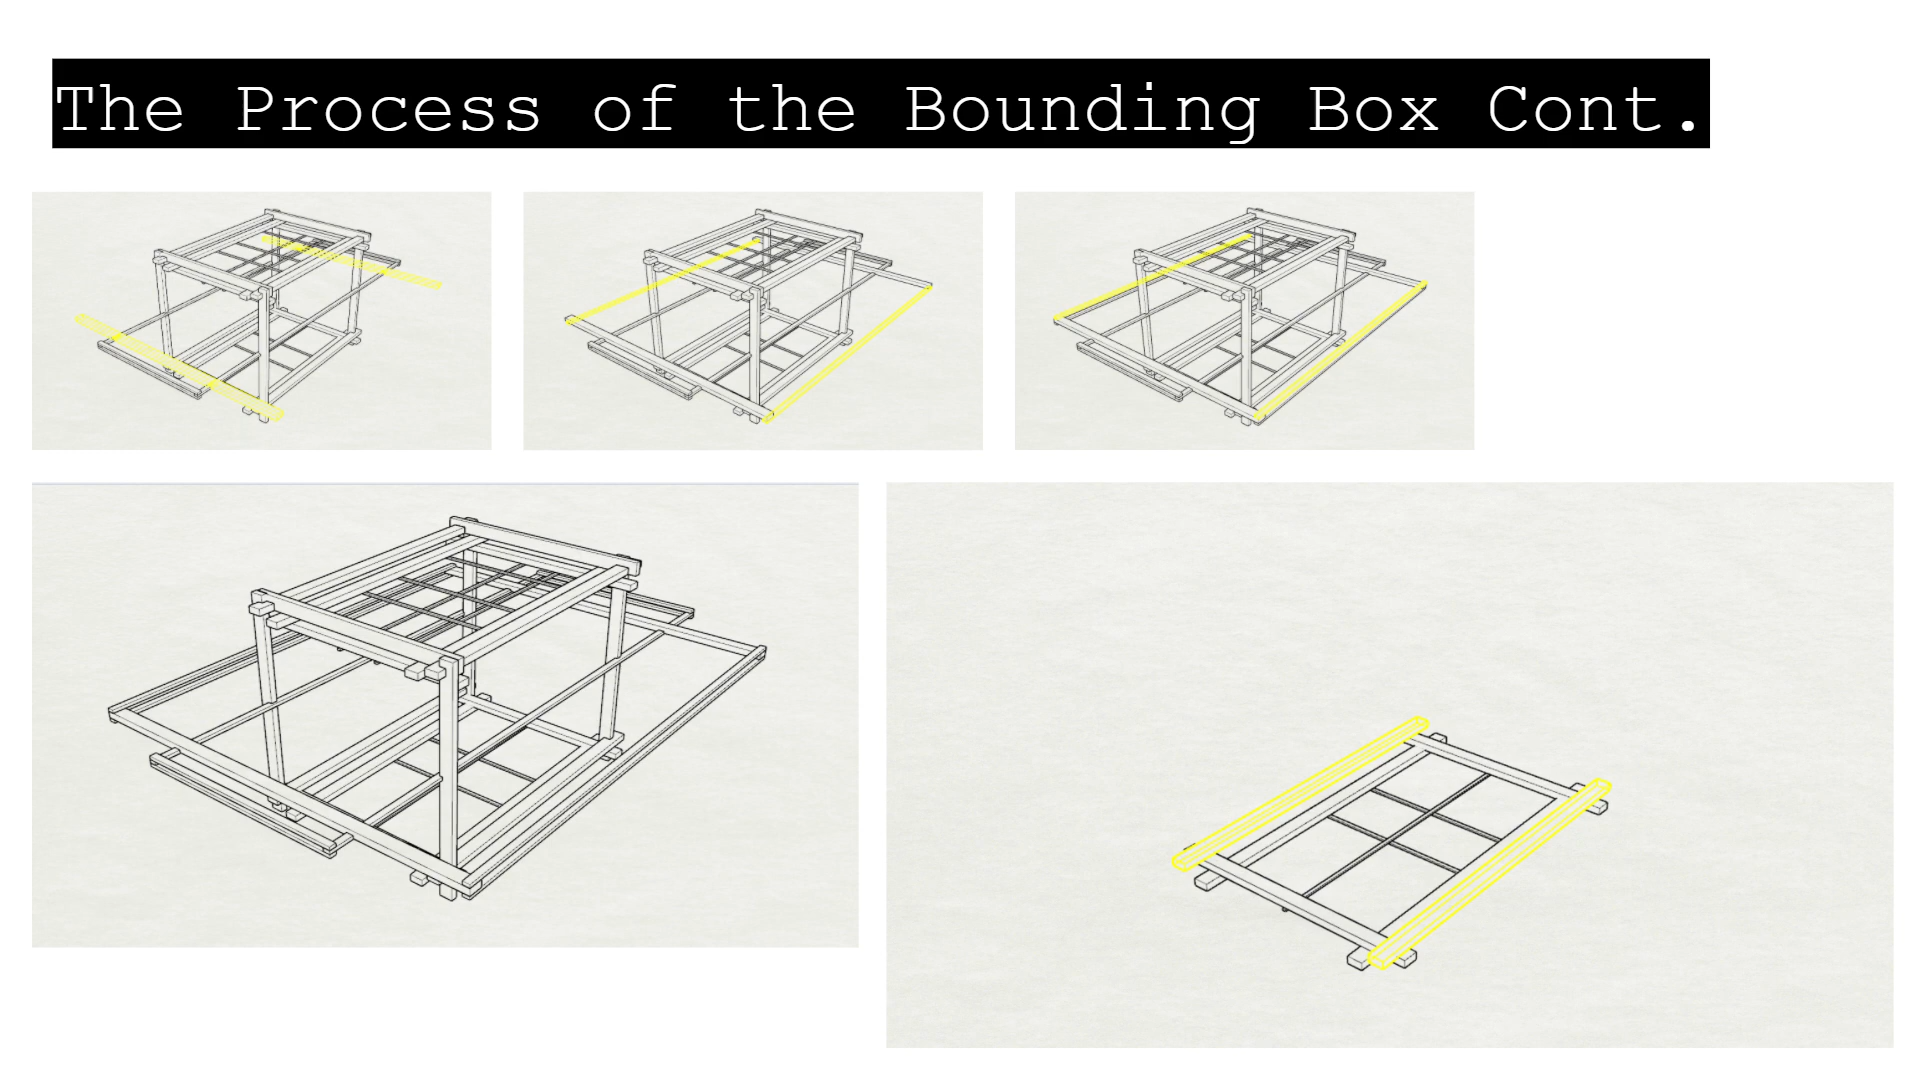 The Process of the Bounding Box Cont.